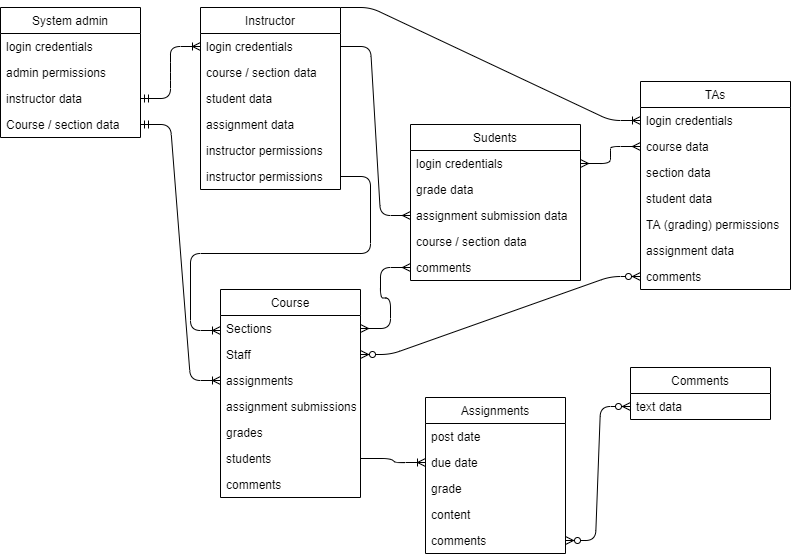 System admin
login credentials
admin permissions
instructor data
Course / section data
Instructor
login credentials
course / section data
student data
assignment data
instructor permissions
instructor permissions
Sudents
login credentials
grade data
assignment submission data
course / section data
comments
TAs
login credentials
course data
section data
student data
TA (grading) permissions
assignment data
comments
Course
Sections
Staff
assignments
assignment submissions
grades
students
comments
Assignments
post date
due date
grade
content
comments
Comments
text data